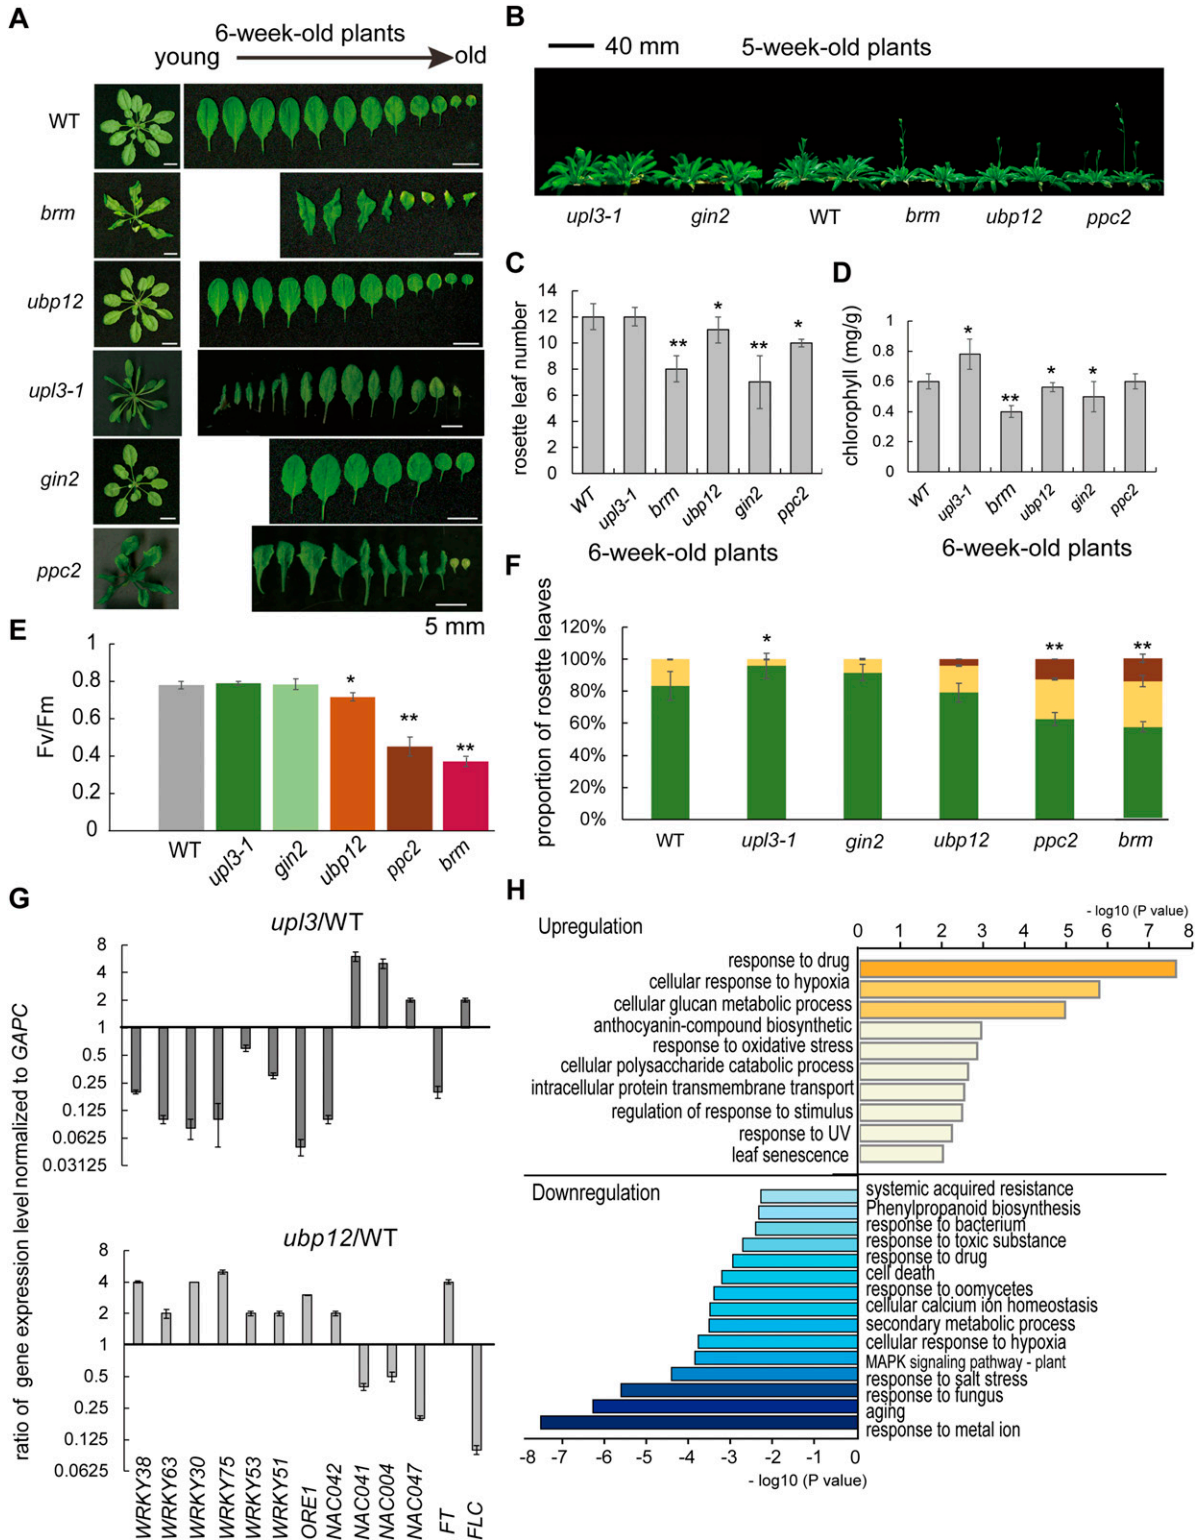 A
6-week-old plants
young
old
WT
brm
ubp12
upl3-1
gin2
ppc2
5 mm
B
40 mm
5-week-old plants
upl3-1
gin2
WT
brm
ubp12
ppc2
C
rosette leaf number
14
12
10
8
6
4
2
0
WT
upl3-1
brm
ubp12
gin2
ppc2
**
*
**
*
6-week-old plants
D
chlorophyll (mg/g)
1
0.8
0.6
0.4
0.2
0
*
**
*
*
WT
upl3-1
brm
ubp12
gin2
ppc2
6-week-old plants
E
Fv/Fm
1
0.8
0.6
0.4
0.2
0
*
**
**
WT
upl3-1
gin2
ubp12
ppc2
brm
F
proportion of rosette leaves
120%
100%
80%
60%
40%
20%
0%
*
**
**
WT
upl3-1
gin2
ubp12
ppc2
brm
G
ratio of gene expression level normalized to GAPC
upl3/WT
8
4
2
1
0.5
0.25
0.125
0.0625
0.03125
ubp12/WT
8
4
2
1
0.5
0.25
0.125
0.0625
WRKY38
WRKY63
WRKY30
WRKY75
WRKY53
WRKY51
ORE1
NAC042
NAC041
NAC004
NAC047
FT
FLC
H
- log10 (P value)
Upregulation
0 1 2 3 4 5 6 7 8
response to drug
cellular response to hypoxia
cellular glucan metabolic process
anthocyanin-compound biosynthetic
response to oxidative stress
cellular polysaccharide catabolic process
intracellular protein transmembrane transport
regulation of response to stimulus
response to UV
leaf senescence
Downregulation
systemic acquired resistance
Phenylpropanoid biosynthesis
response to bacterium
response to toxic substance
response to drug
cell death
response to oomycetes
cellular calcium ion homeostasis
secondary metabolic process
cellular response to hypoxia
MAPK signaling pathway - plant
response to salt stress
response to fungus
aging
response to metal ion
-8 -7 -6 -5 -4 -3 -2 -1 0
- log10 (P value)